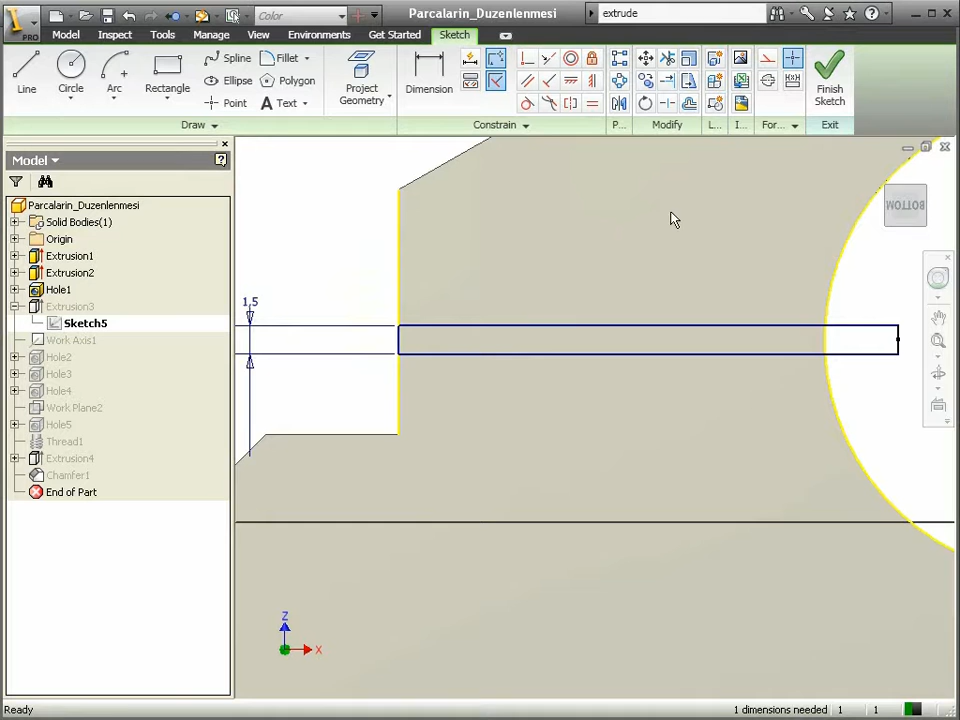 PRO
Color
Parcalarin_Duzenlenmesi
extrude
Model Inspect Tools Manage View Environments Get Started Sketch
Line
Circle
Arc
Rectangle
Spline
Ellipse
Point
Fillet
Polygon
Text
Project
Geometry
Dimension
Finish
Sketch
Draw
Constrain
P...
Modify
L...
I...
For...
Exit
Model
Parcalarin_Duzenlenmesi
Solid Bodies(1)
Origin
Extrusion1
Extrusion2
Hole1
Extrusion3
Sketch5
Work Axis1
Hole2
Hole3
Hole4
Work Plane2
Hole5
Thread1
Extrusion4
Chamfer1
End of Part
1,5
BOTTOM
Z
X
Ready
1 dimensions needed 1 1